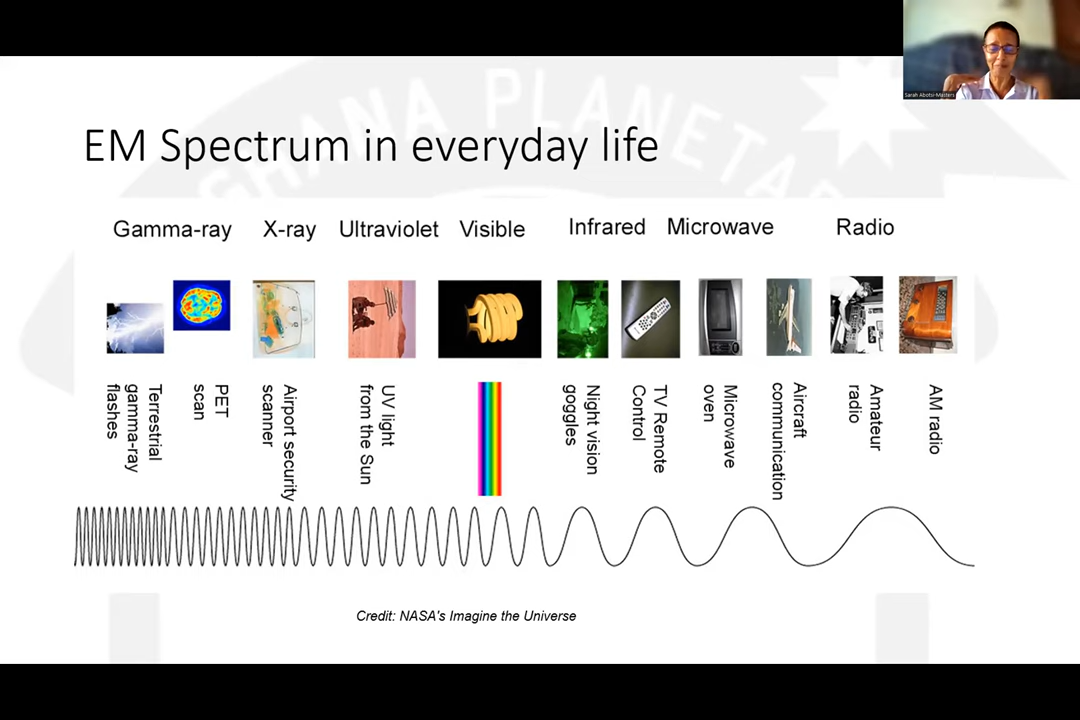 Sarah Abotsi-Masters
GHANA PLANETAR
EM Spectrum in everyday life
Gamma-ray X-ray Ultraviolet Visible Infrared Microwave Radio
Terrestrial
gamma-ray
flashes
PET
scan
Airport security
scanner
UV light
from the Sun
Night vision
goggles
TV Remote
Control
Microwave
oven
Aircraft
communication
Amateur
radio
AM radio
Credit: NASA's Imagine the Universe